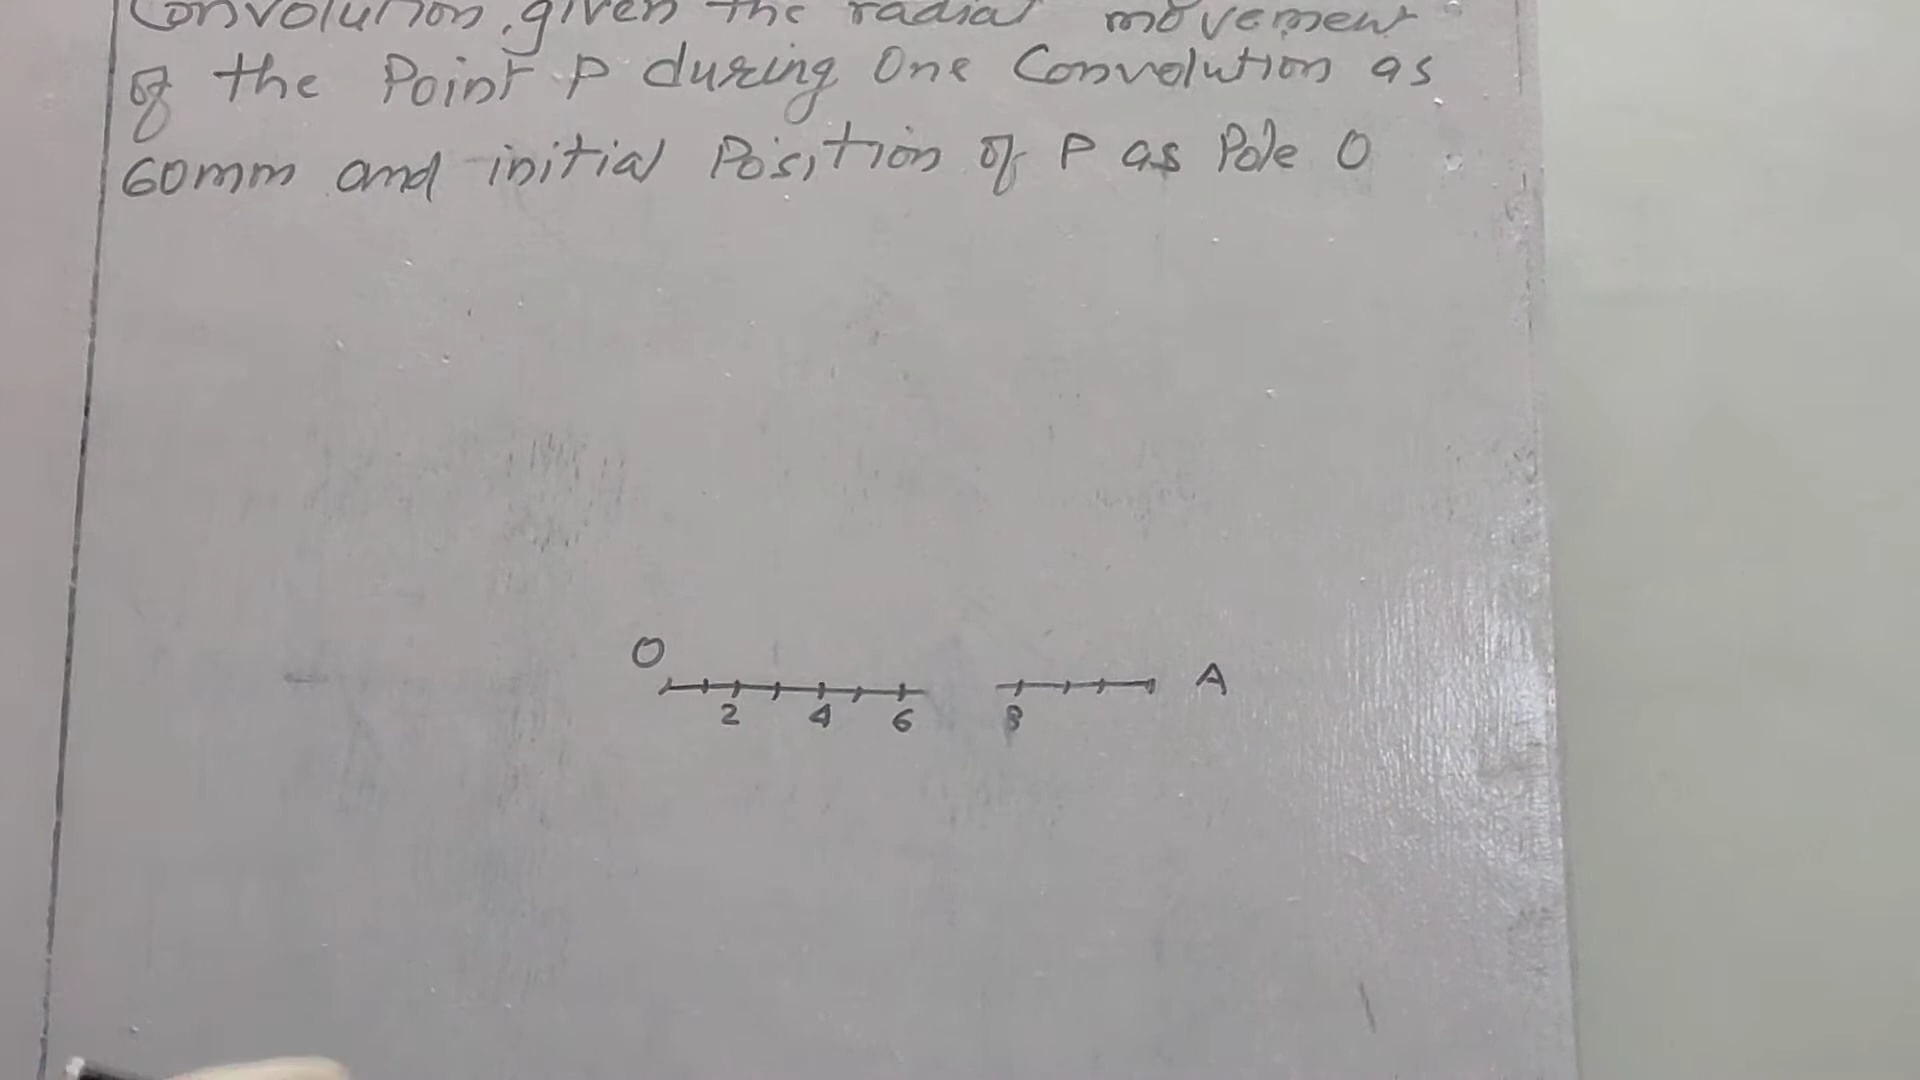 Convolution, given the radial movement
of the Point P during One Convolution as
60mm and initial Position of P as Pole O
O
A
2 4 6 8